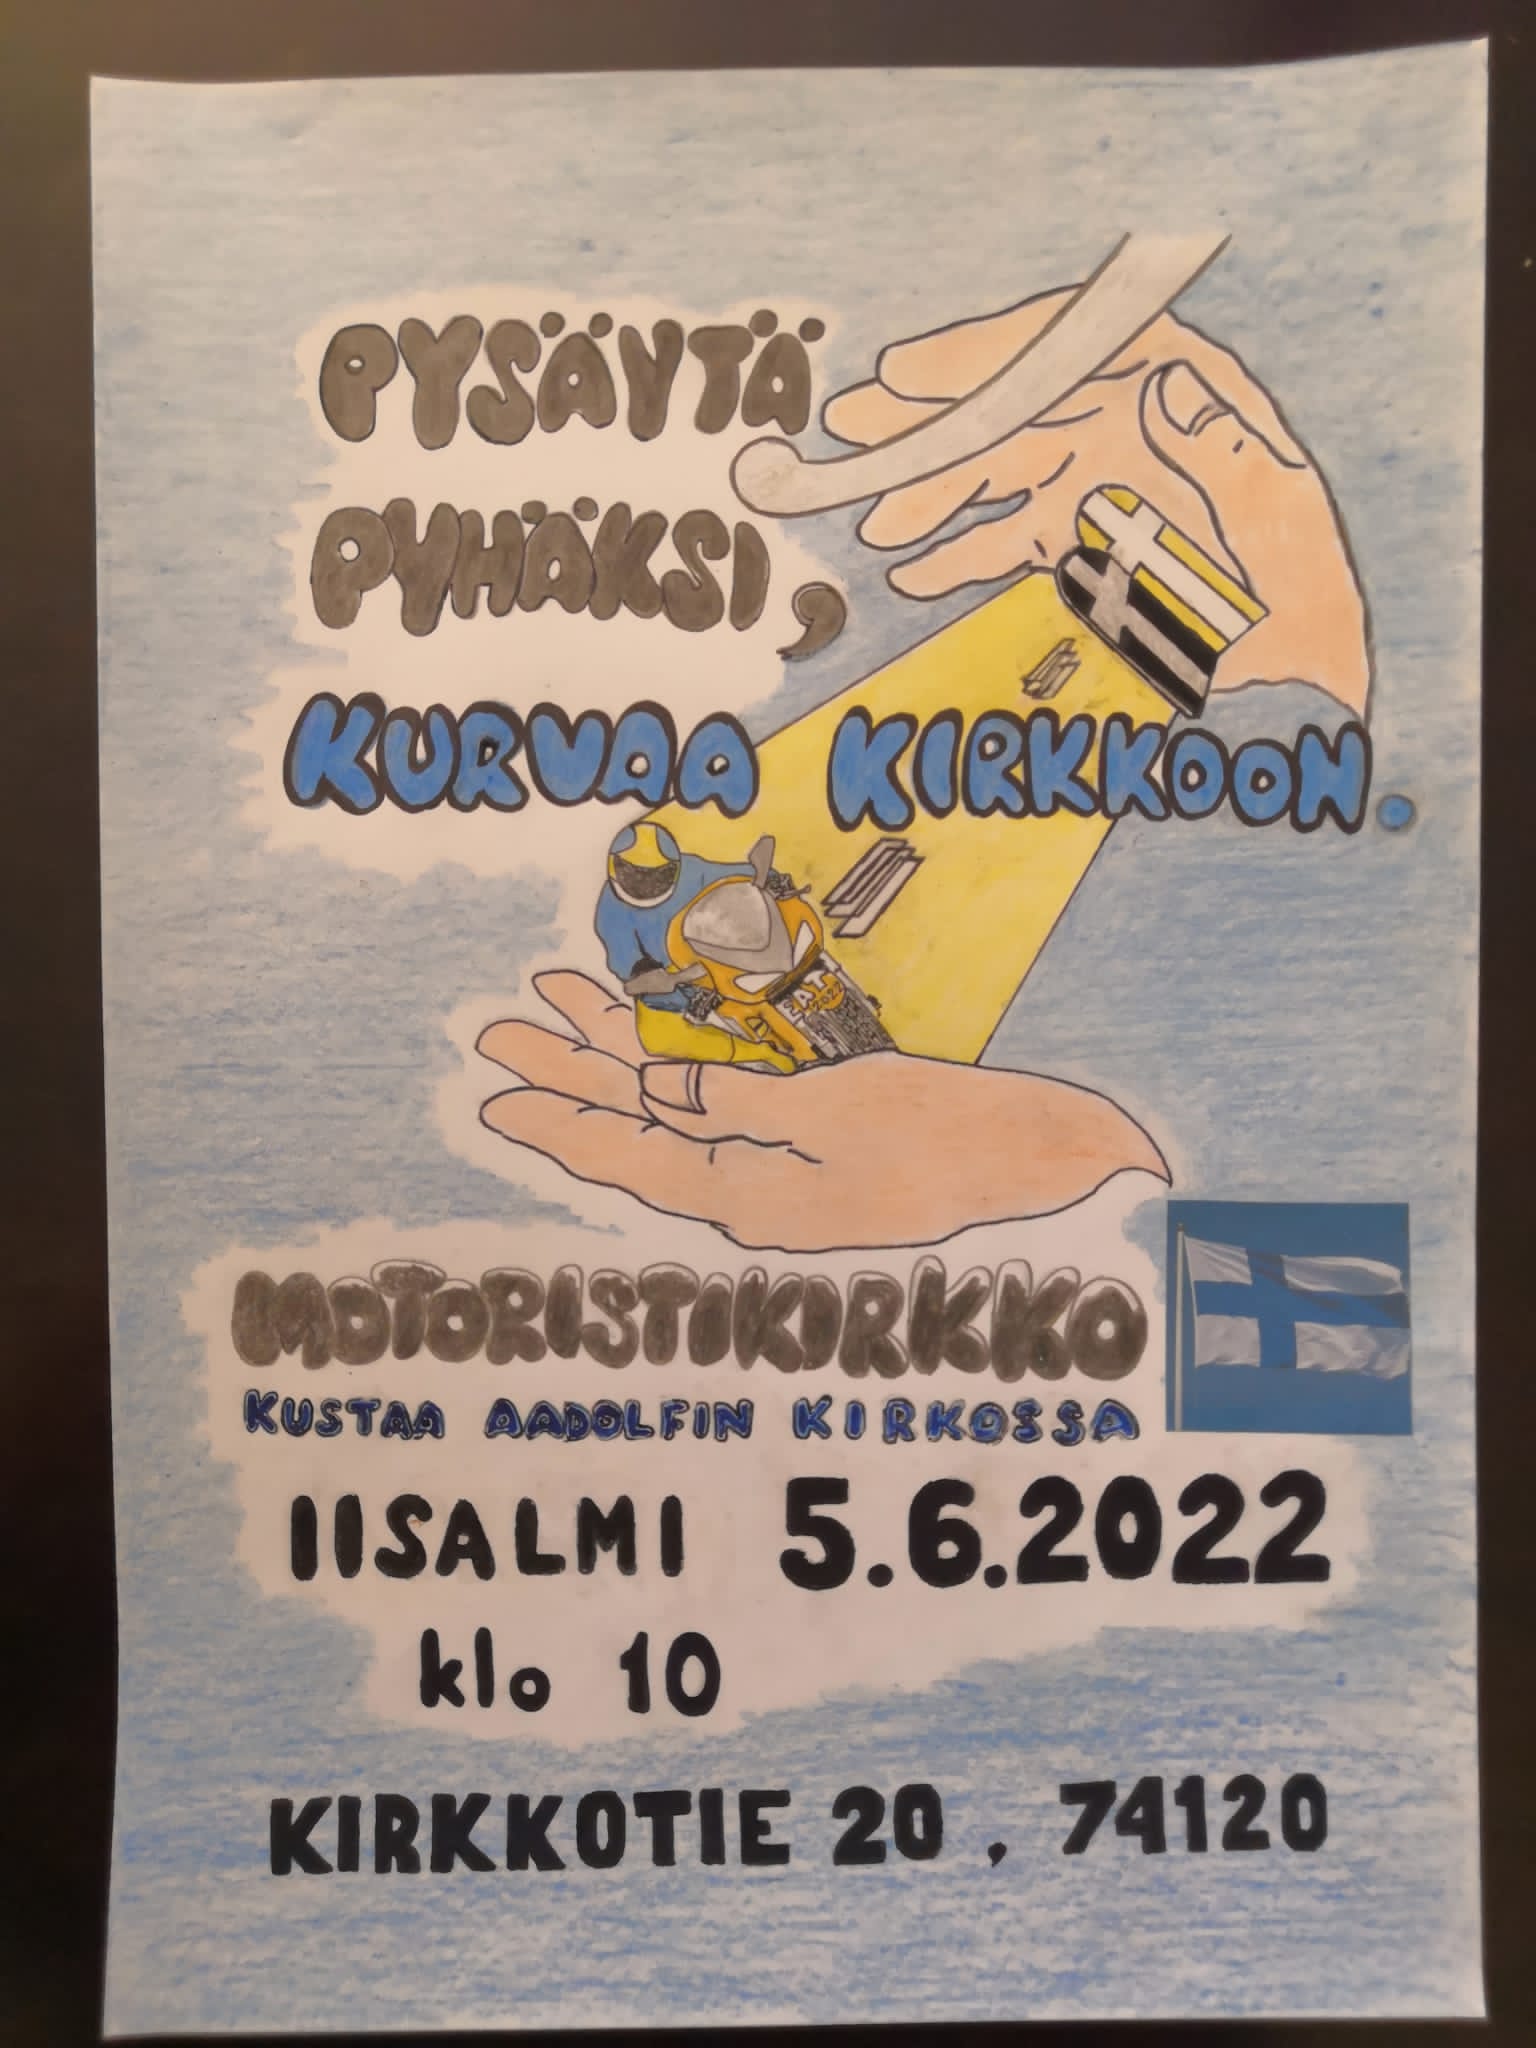 PYSÄYTÄ
PYHÄKSI,
KURVAA KIRKKOON.
MOTORISTIKIRKKO
KUSTAA AADOLFIN KIRKOSSA
IISALMI 5.6.2022
klo 10
KIRKKOTIE 20, 74120